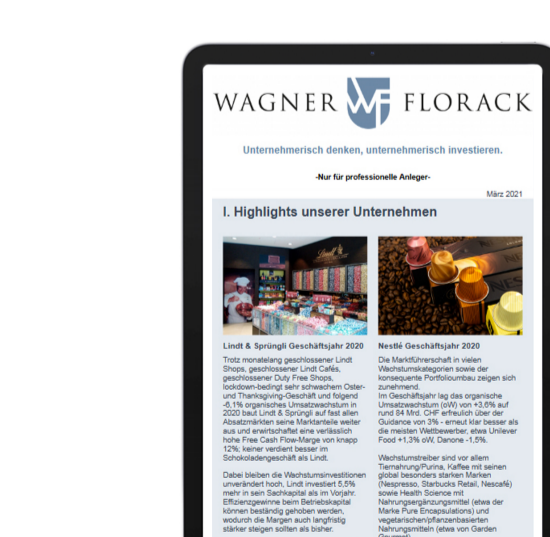 WAGNER WF FLORACK
Unternehmerisch denken, unternehmerisch investieren.
-Nur für professionelle Anleger-
März 2021
I. Highlights unserer Unternehmen
Lindt
Lindt & Sprüngli Geschäftsjahr 2020
Trotz monatelang geschlossener Lindt
Shops, geschlossener Lindt Cafés,
geschlossener Duty Free Shops,
lockdown-bedingt sehr schwachem Oster-
und Thanksgiving-Geschäft und folgend
-6,1% organisches Umsatzwachstum in
2020 baut Lindt & Sprüngli auf fast allen
Absatzmärkten seine Marktanteile weiter
aus und erwirtschaftet eine verlässlich
hohe Free Cash Flow-Marge von knapp
12%; keiner verdient besser im
Schokoladengeschäft als Lindt.
Dabei bleiben die Wachstumsinvestitionen
unverändert hoch, Lindt investiert 5,5%
mehr in sein Sachkapital als im Vorjahr.
Effizienzgewinne beim Betriebskapital
können beständig gehoben werden,
wodurch die Margen auch langfristig
stärker steigen sollten als bisher.
Nestlé Geschäftsjahr 2020
Die Marktführerschaft in vielen
Wachstumskategorien sowie der
konsequente Portfolioumbau zeigen sich
zunehmend.
Im Geschäftsjahr lag das organische
Umsatzwachstum (oW) von +3,6% auf
rund 84 Mrd. CHF erfreulich über der
Guidance von 3% - erneut klar besser als
die meisten Wettbewerber, etwa Unilever
Food +1,3% oW, Danone -1,5%.
Wachstumstreiber sind vor allem
Tiernahrung/Purina, Kaffee mit seinen
global besonders starken Marken
(Nespresso, Starbucks Retail, Nescafé)
sowie Health Science mit
Nahrungsergänzungsmittel (etwa der
Marke Pure Encapsulations) und
vegetarischen/pflanzenbasierten
Nahrungsmitteln (etwa von Garden
Gourmet)